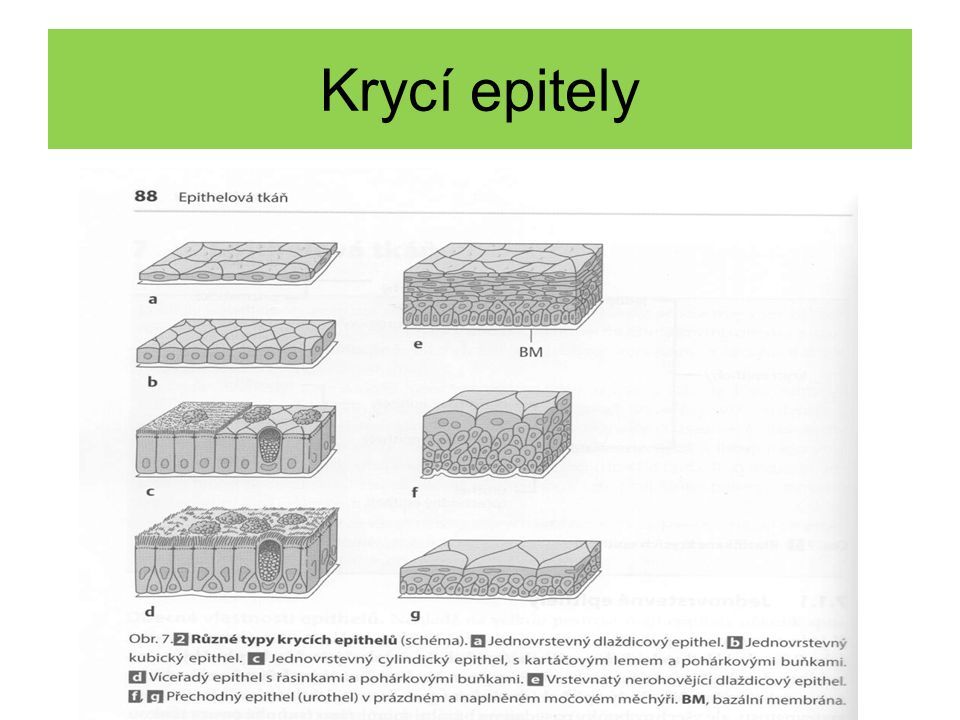 Krycí epitely
88 Epithelová tkáň
a
b
c
d
e
BM
f
g
Obr. 7.2 Různé typy krycích epithelů (schéma). a Jednovrstevný dlaždicový epithel. b Jednovrstevný
kubický epithel. c Jednovrstevný cylindický epithel, s kartáčovým lemem a pohárkovými buňkami.
d Víceřadý epithel s řasinkami a pohárkovými buňkami. e Vrstevnatý nerohovějící dlaždicový epithel.
f, g Přechodný epithel (urothel) v prázdném a naplněném močovém měchýři. BM, bazální membrána.